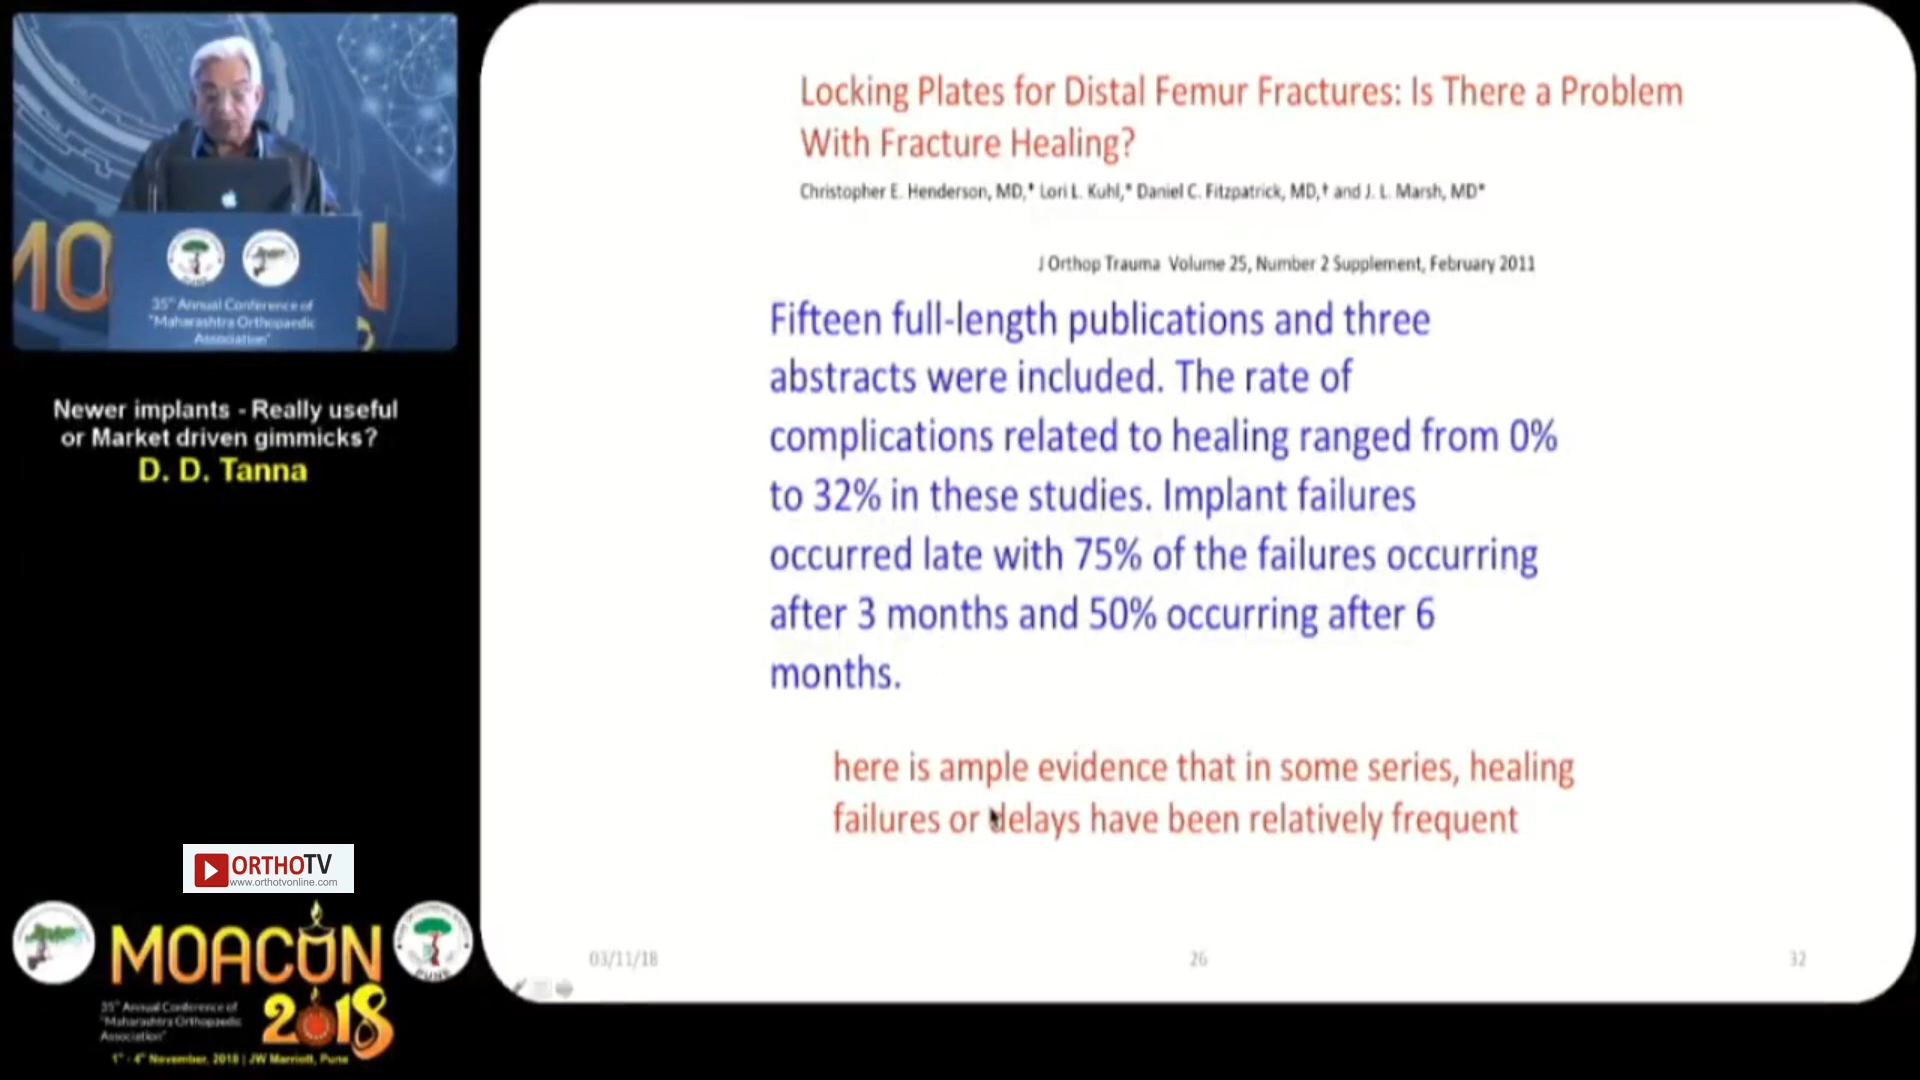 MO
N
PUNE
35th Annual Conference of
"Maharashtra Orthopaedic
Association"
Newer implants - Really useful
or Market driven gimmicks?
D. D. Tanna
ORTHOTV
www.orthotvonline.com
MOACON
2018
PUNE
35th Annual Conference of
"Maharashtra Orthopaedic
Association"
1st - 4th November, 2018 | JW Marriott, Pune
Locking Plates for Distal Femur Fractures: Is There a Problem
With Fracture Healing?
Christopher E. Henderson, MD,* Lori L. Kuhl,* Daniel C. Fitzpatrick, MD,† and J. L. Marsh, MD*
J Orthop Trauma Volume 25, Number 2 Supplement, February 2011
Fifteen full-length publications and three
abstracts were included. The rate of
complications related to healing ranged from 0%
to 32% in these studies. Implant failures
occurred late with 75% of the failures occurring
after 3 months and 50% occurring after 6
months.
here is ample evidence that in some series, healing
failures or delays have been relatively frequent
03/11/18
26
32